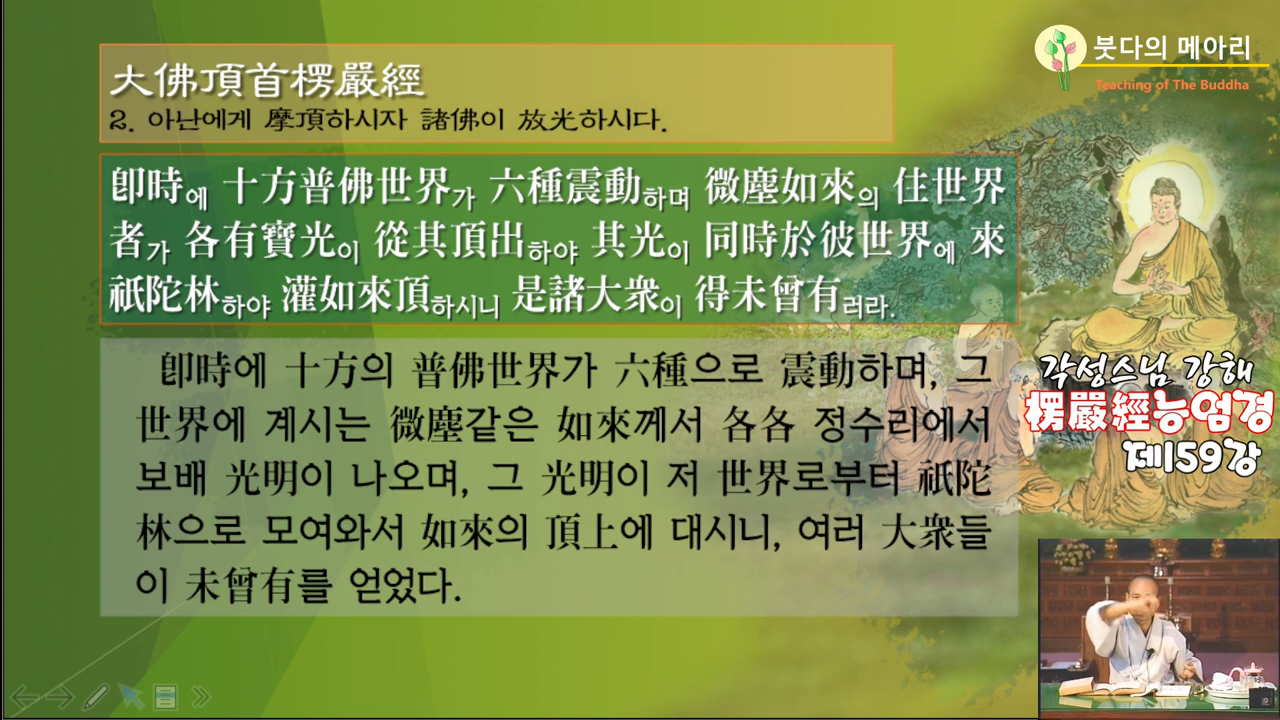 大佛頂首楞嚴經
2. 아난에게 摩頂하시자 諸佛이 放光하시다.
卽時에 十方普佛世界가 六種震動하며 微塵如來의 住世界
者가 各有寶光이 從其頂出하야 其光이 同時於彼世界에 來
祇陀林하야 灌如來頂하시니 是諸大衆이 得未曾有러라.
卽時에 十方의 普佛世界가 六種으로 震動하며, 그
世界에 계시는 微塵같은 如來께서 各各 정수리에서
보배 光明이 나오며, 그 光明이 저 世界로부터 祇陀
林으로 모여와서 如來의 頂上에 대시니, 여러 大衆들
이 未曾有를 얻었다.
붓다의 메아리
Teaching of The Buddha
각성스님 강해
楞嚴經능엄경
제159강